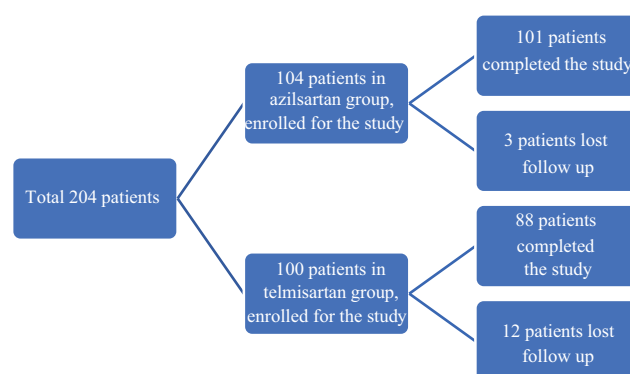 Total 204 patients
104 patients in
azilsartan group,
enrolled for the study
101 patients
completed the study
3 patients lost
follow up
100 patients in
telmisartan group,
enrolled for the study
88 patients
completed
the study
12 patients lost
follow up